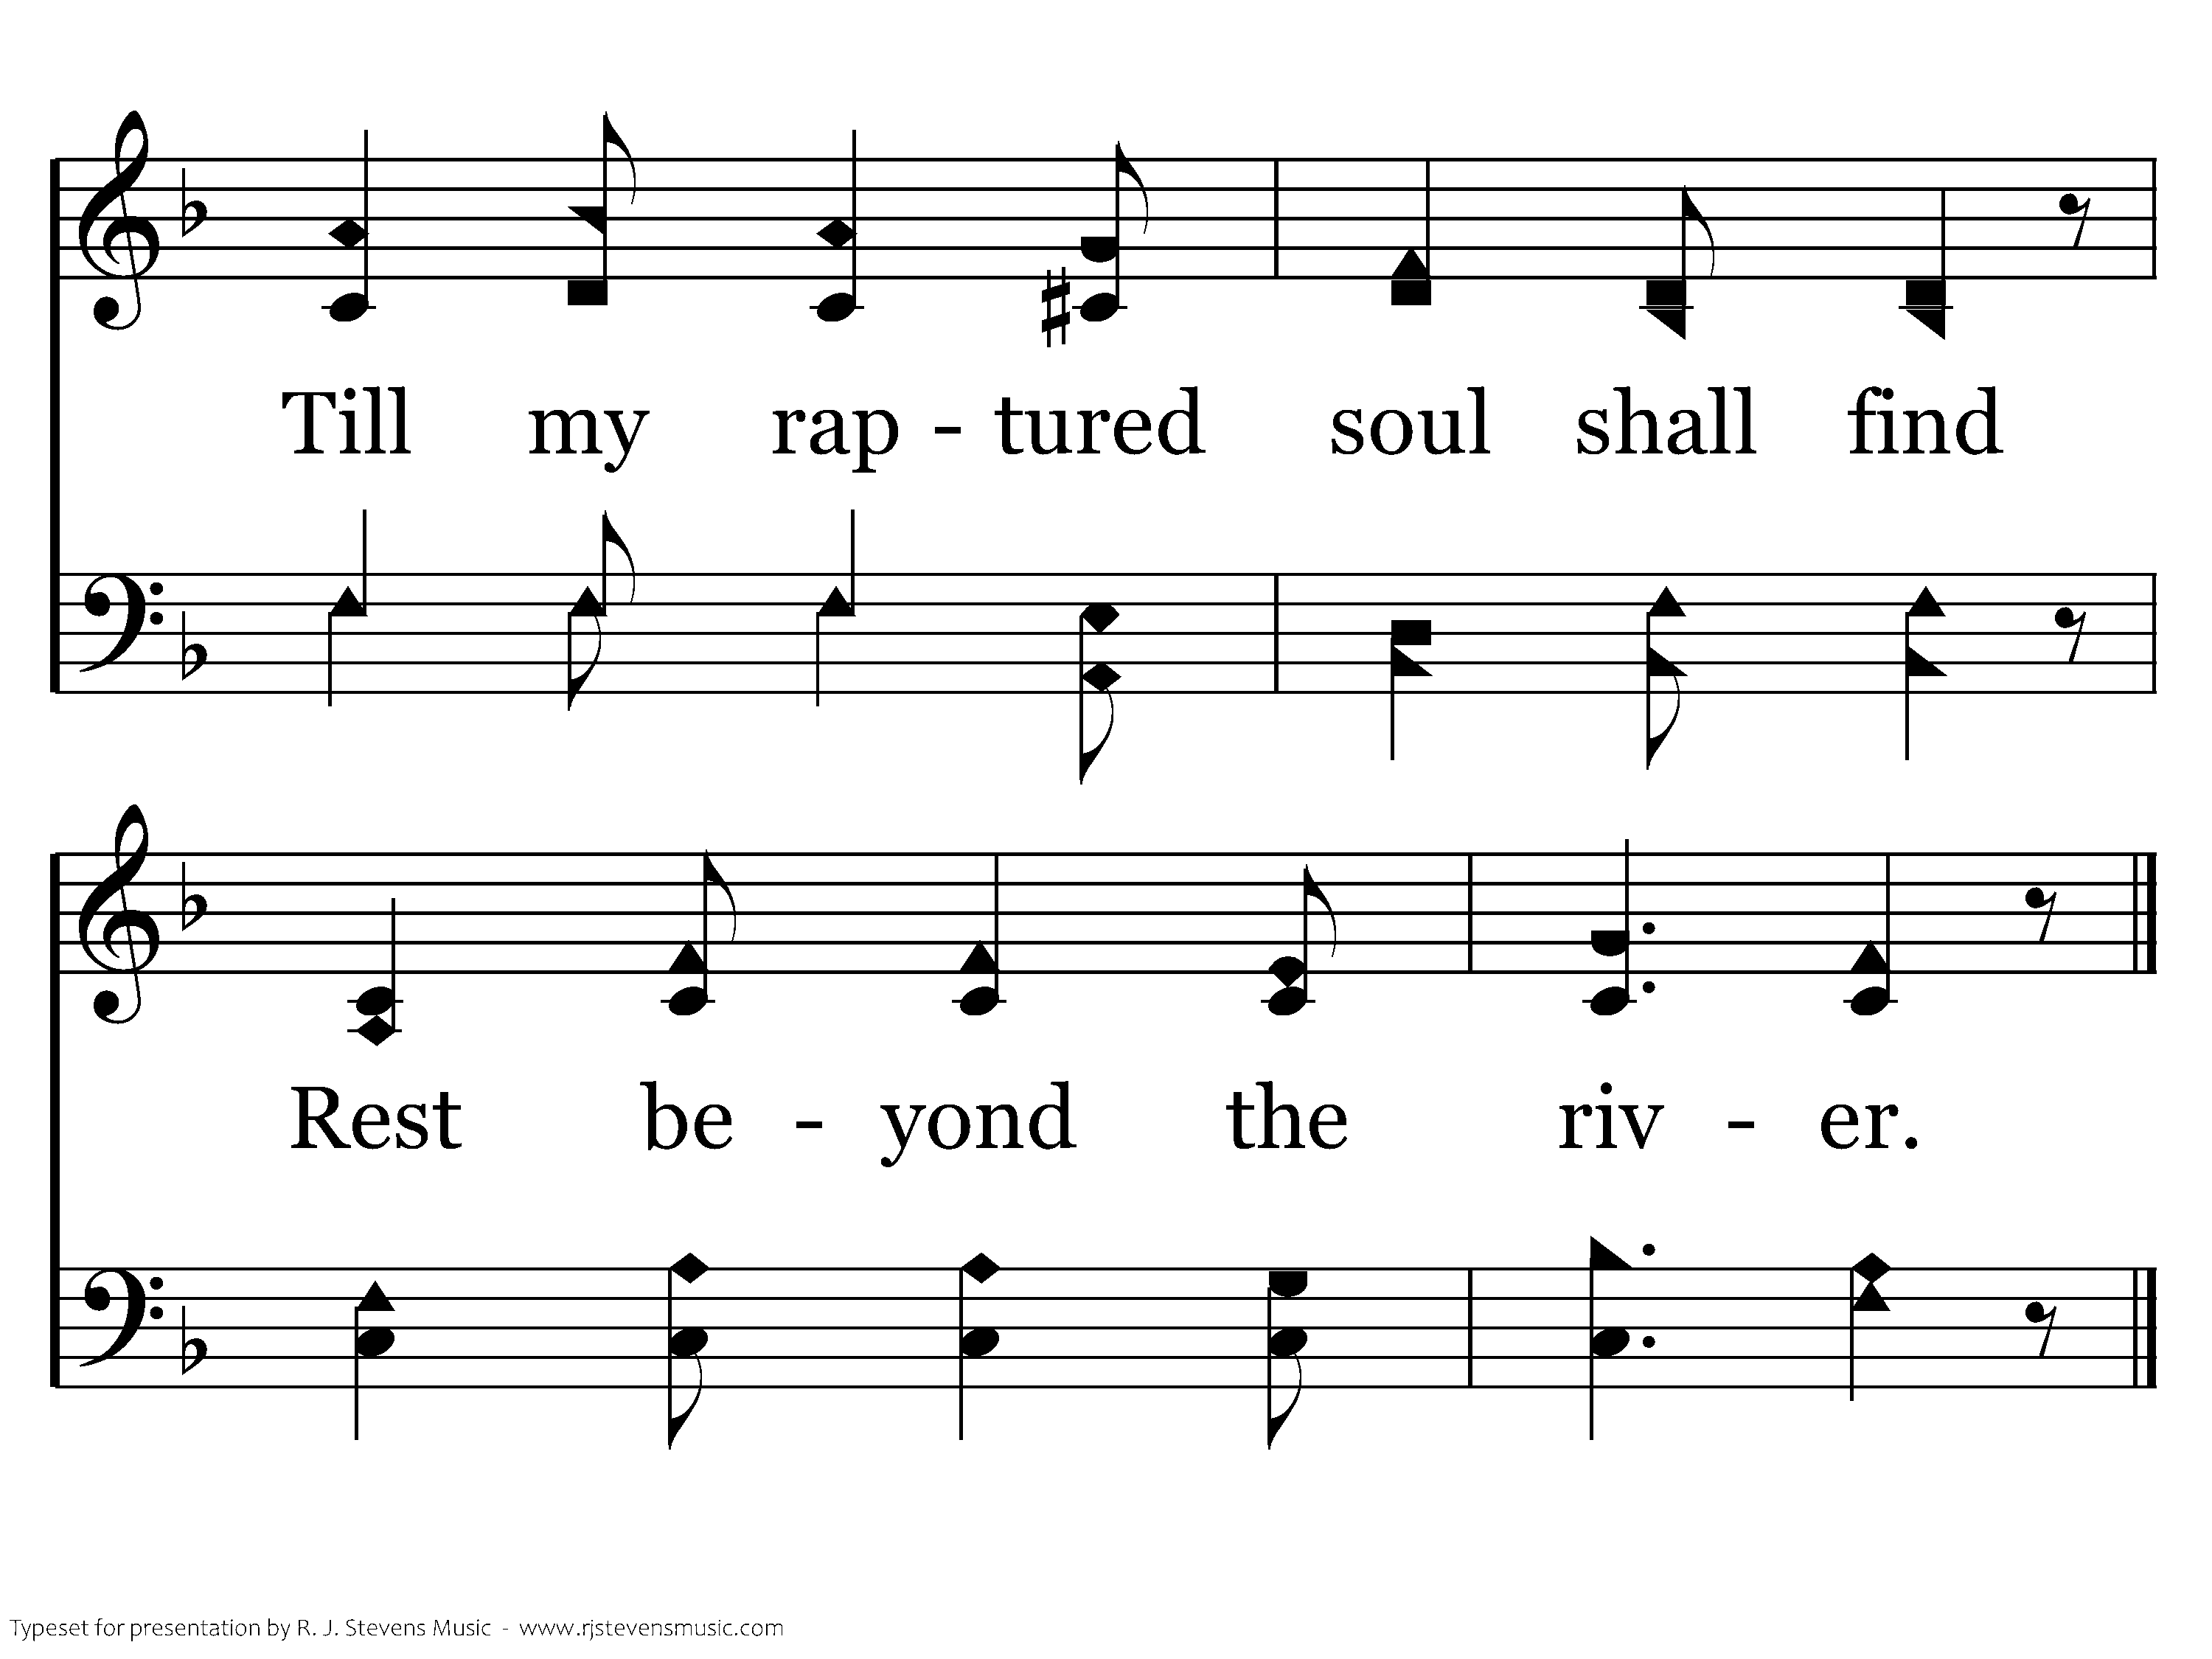 Till my rap - tured soul shall find
Rest be - yond the riv - er.
Typeset for presentation by R. J. Stevens Music - www.rjstevensmusic.com